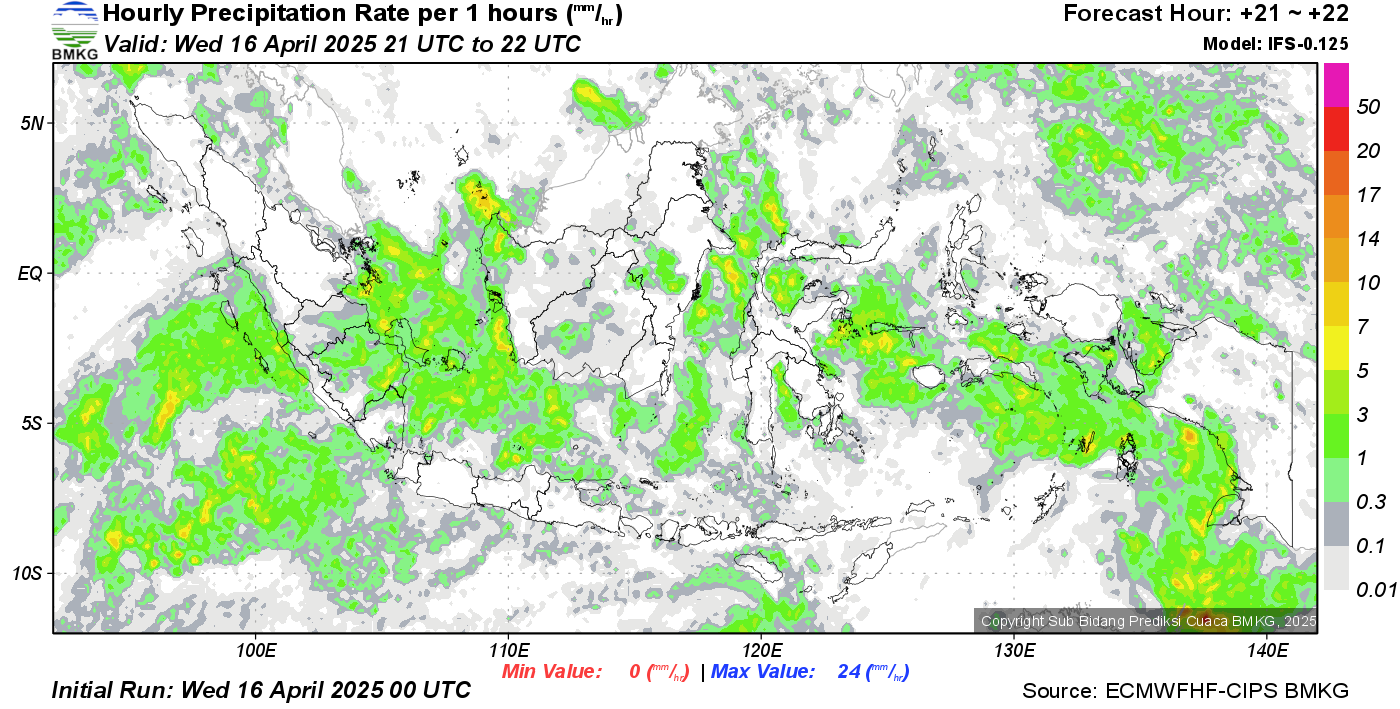 BMKG
Hourly Precipitation Rate per 1 hours (mm/hr)
Valid: Wed 16 April 2025 21 UTC to 22 UTC
Forecast Hour: +21 ~ +22
Model: IFS-0.125
5N
EQ
5S
10S
100E
110E
120E
130E
140E
50
20
17
14
10
7
5
3
1
0.3
0.1
0.01
Copyright Sub Bidang Prediksi Cuaca BMKG, 2025
Min Value: 0 (mm/hr) | Max Value: 24 (mm/hr)
Initial Run: Wed 16 April 2025 00 UTC
Source: ECMWFHF-CIPS BMKG